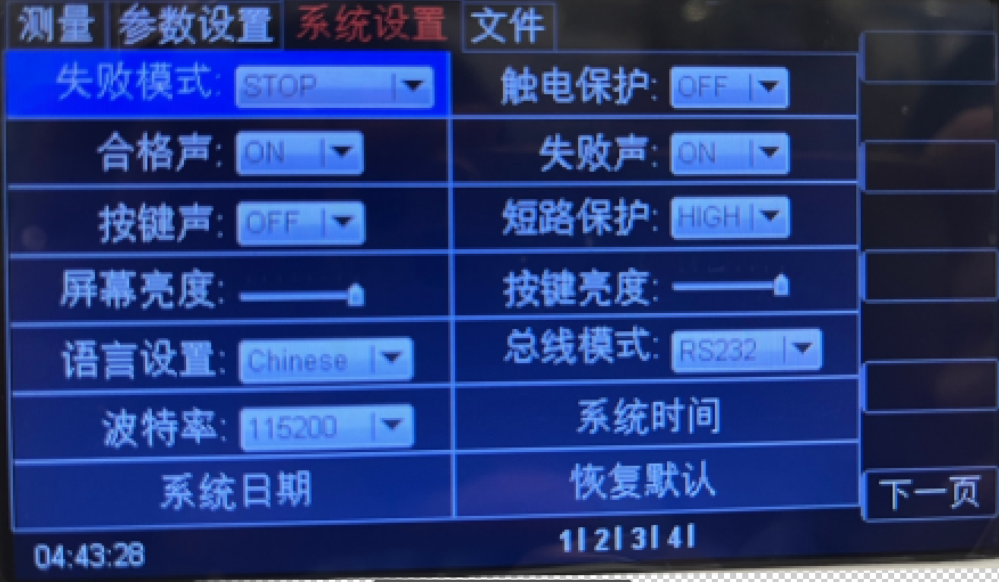 测量 参数设置 系统设置 文件
失败模式: STOP 触电保护: OFF
合格声: ON 失败声: ON
按键声: OFF 短路保护: HIGH
屏幕亮度: 按键亮度:
语言设置: Chinese 总线模式: RS232
波特率: 115200 系统时间
系统日期 恢复默认
下一页
04:43:28 1| 2| 3| 4|